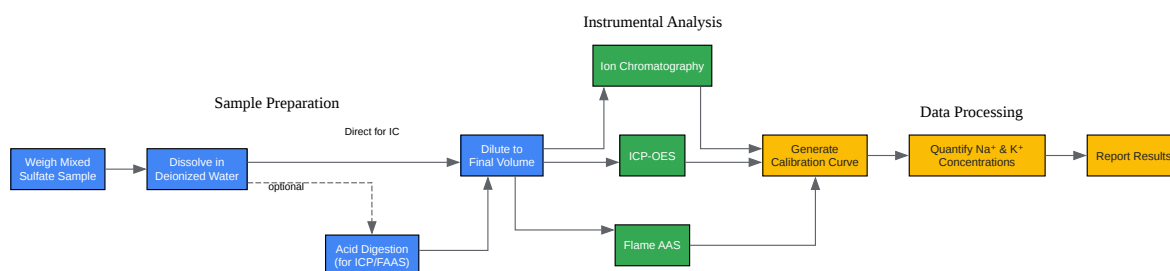 Instrumental Analysis
Ion Chromatography
Sample Preparation
Data Processing
Direct for IC
Weigh Mixed
Sulfate Sample
Dissolve in
Deionized Water
Dilute to
Final Volume
ICP-OES
Generate
Calibration Curve
Quantify Na⁺ & K⁺
Concentrations
Report Results
optional
Acid Digestion
(for ICP/FAAS)
Flame AAS